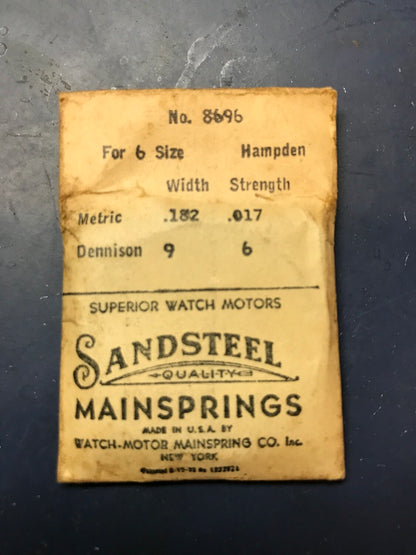 No. 8696
For 6 Size Hampden
Width Strength
Metric .182 .017
Dennison 9 6
SUPERIOR WATCH MOTORS
SANDSTEEL
QUALITY
MAINSPRINGS
MADE IN U.S.A. BY
WATCH-MOTOR MAINSPRING CO. Inc.
NEW YORK